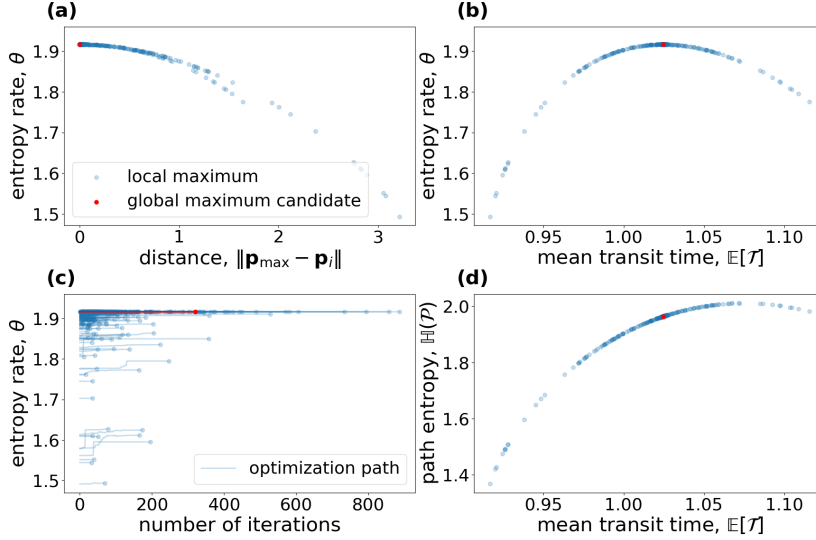 (a)
entropy rate, θ
1.9
1.8
1.7
1.6
1.5
local maximum
global maximum candidate
0 1 2 3
distance, ‖𝐩max − 𝐩i‖
(b)
entropy rate, θ
1.9
1.8
1.7
1.6
1.5
0.95 1.00 1.05 1.10
mean transit time, 𝔼[𝒯]
(c)
entropy rate, θ
1.9
1.8
1.7
1.6
1.5
optimization path
0 200 400 600 800
number of iterations
(d)
path entropy, ℍ(𝒫)
2.0
1.8
1.6
1.4
0.95 1.00 1.05 1.10
mean transit time, 𝔼[𝒯]